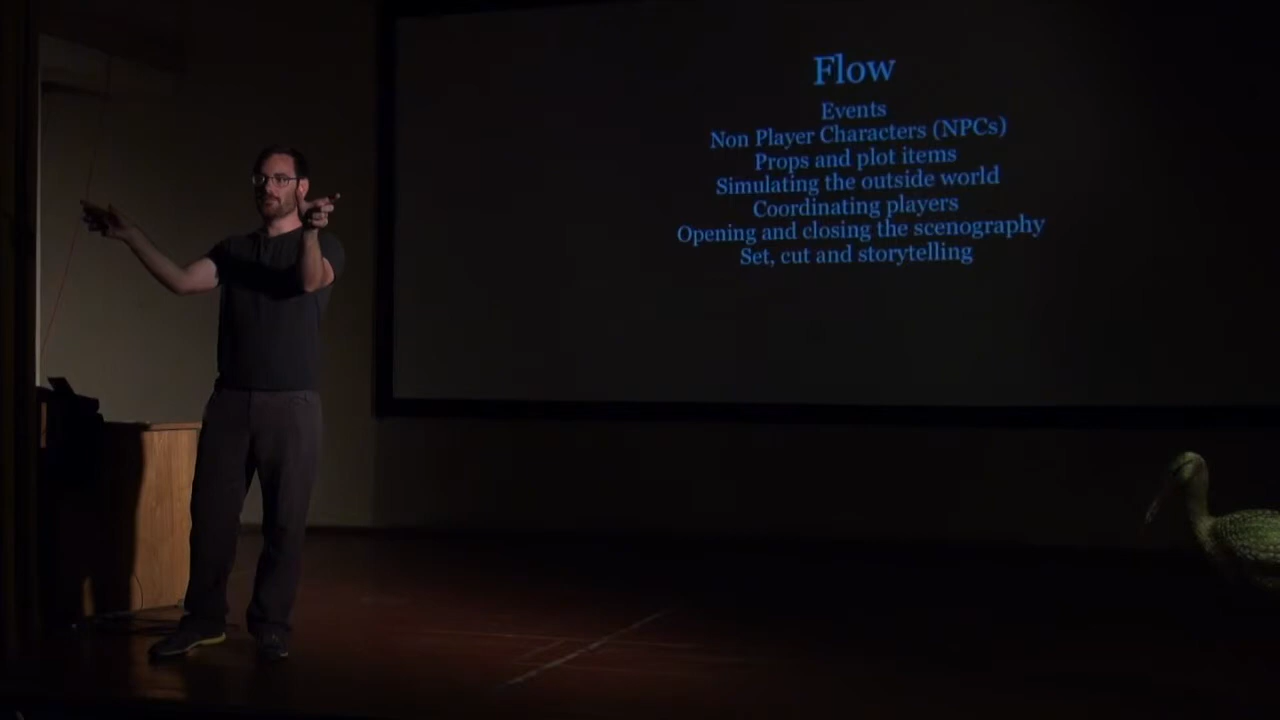 Flow
Events
Non Player Characters (NPCs)
Props and plot items
Simulating the outside world
Coordinating players
Opening and closing the scenography
Set, cut and storytelling